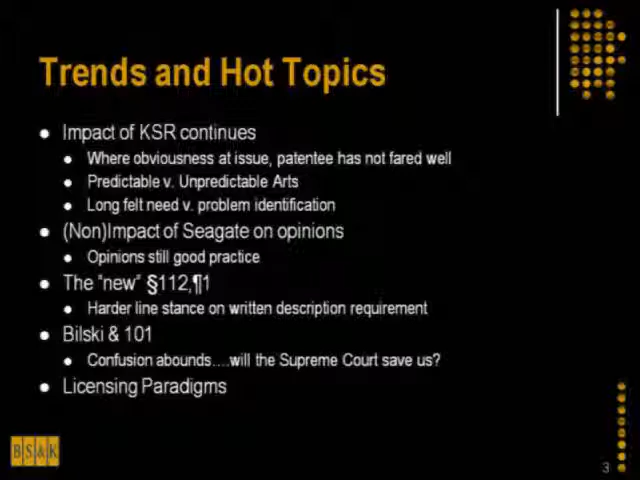 Trends and Hot Topics
Impact of KSR continues
Where obviousness at issue, patentee has not fared well
Predictable v. Unpredictable Arts
Long felt need v. problem identification
(Non)Impact of Seagate on opinions
Opinions still good practice
The "new" §112,¶1
Harder line stance on written description requirement
Bilski & 101
Confusion abounds....will the Supreme Court save us?
Licensing Paradigms
BS&K
3